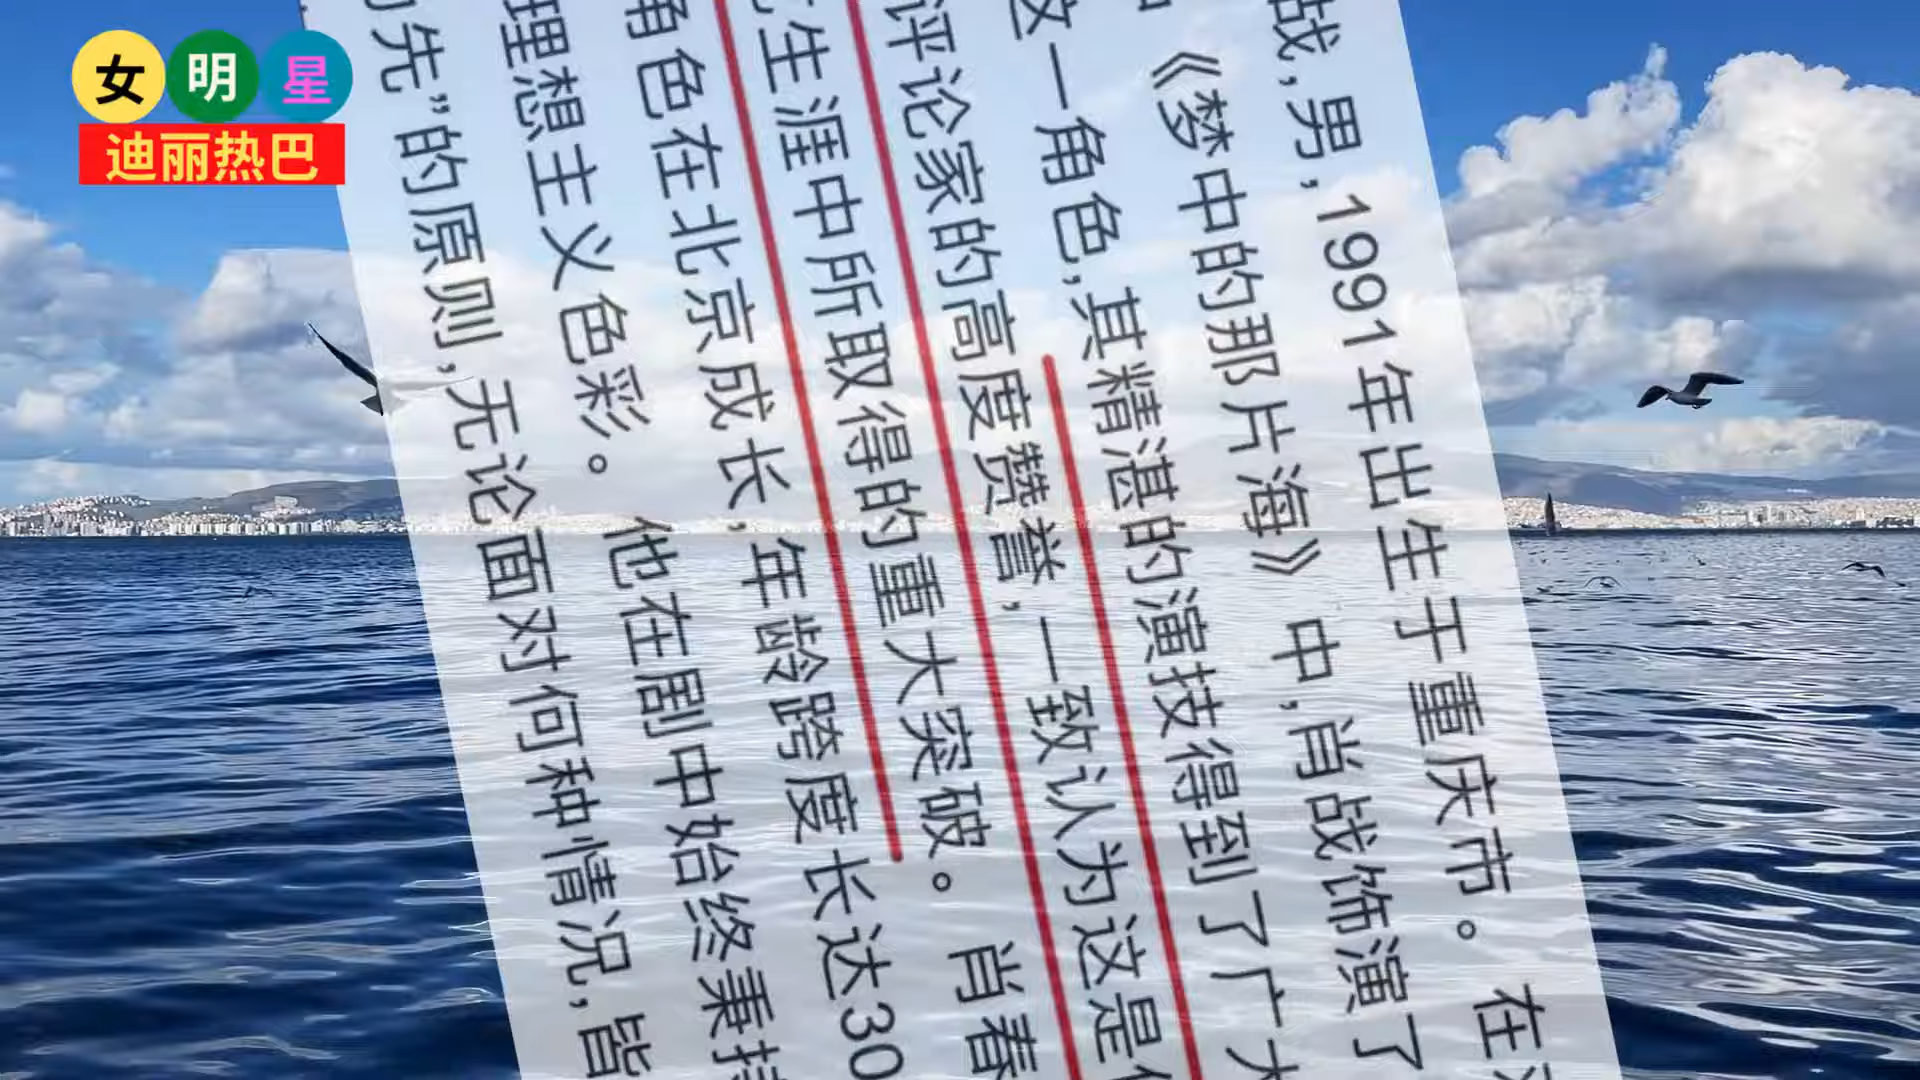 女明星
迪丽热巴
战,男,1991年出生于重庆市。在
《梦中的那片海》中,肖战饰演了
这一角色,其精湛的演技得到了广大
评论家的高度赞誉,一致认为这是
生涯中所取得的重大突破。肖春
角色在北京成长,年龄跨度长达30
理想主义色彩。他在剧中始终秉持
先”的原则,无论面对何种情况,皆